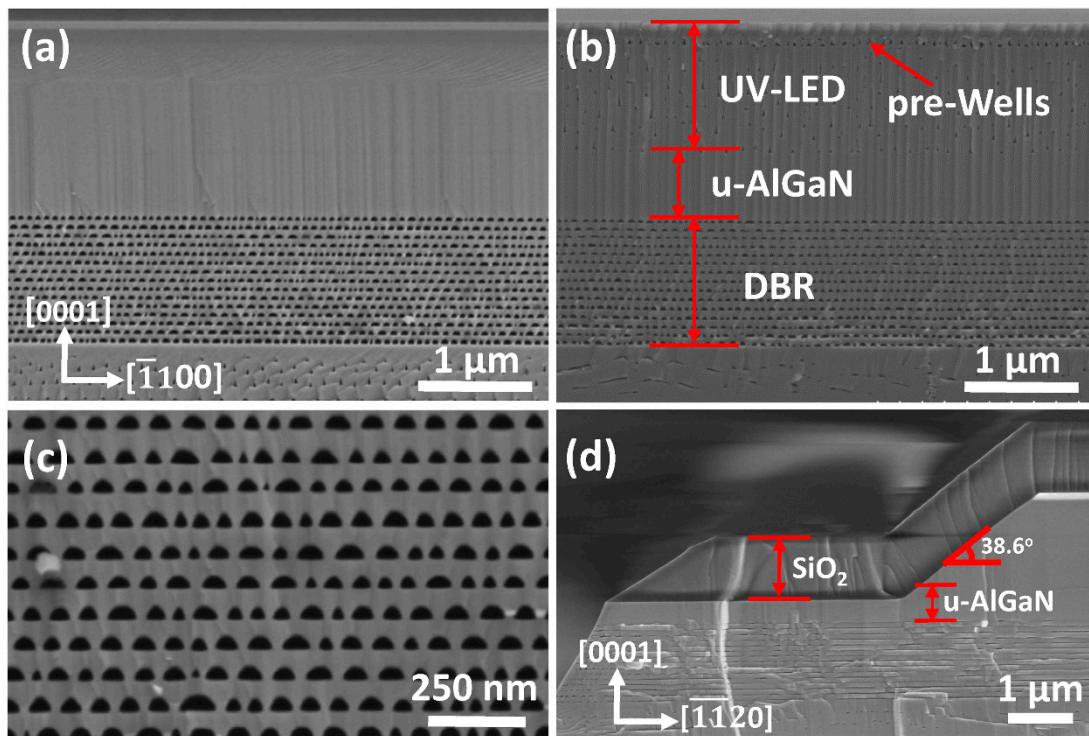 (a)
[0001]
[1̅100]
1 μm
(b)
UV-LED
pre-Wells
u-AlGaN
DBR
1 μm
(c)
250 nm
(d)
SiO₂
38.6°
u-AlGaN
[0001]
[1̅1̅20]
1 μm